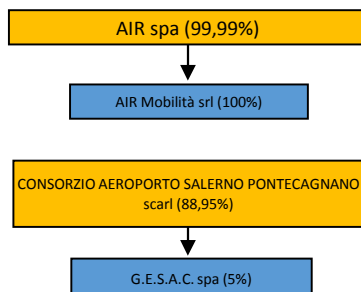 AIR spa (99,99%)
AIR Mobilità srl (100%)
CONSORZIO AEROPORTO SALERNO PONTECAGNANO
scarl (88,95%)
G.E.S.A.C. spa (5%)